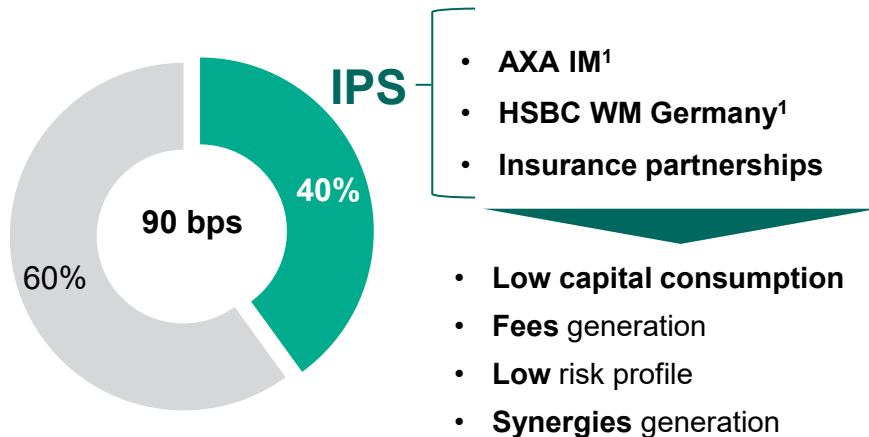 IPS
• AXA IM¹
• HSBC WM Germany¹
• Insurance partnerships
40%
90 bps
60%
• Low capital consumption
• Fees generation
• Low risk profile
• Synergies generation